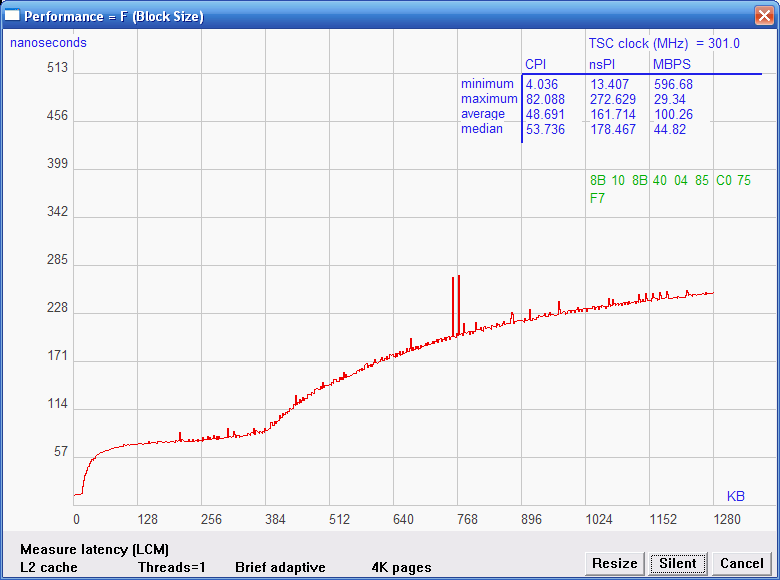 Performance = F (Block Size)
nanoseconds
TSC clock (MHz) = 301.0
CPI nsPI MBPS
minimum 4.036 13.407 596.68
maximum 82.088 272.629 29.34
average 48.691 161.714 100.26
median 53.736 178.467 44.82
8B 10 8B 40 04 85 C0 75
F7
513
456
399
342
285
228
171
114
57
KB
0 128 256 384 512 640 768 896 1024 1152 1280
Measure latency (LCM)
L2 cache Threads=1 Brief adaptive 4K pages
Resize Silent Cancel